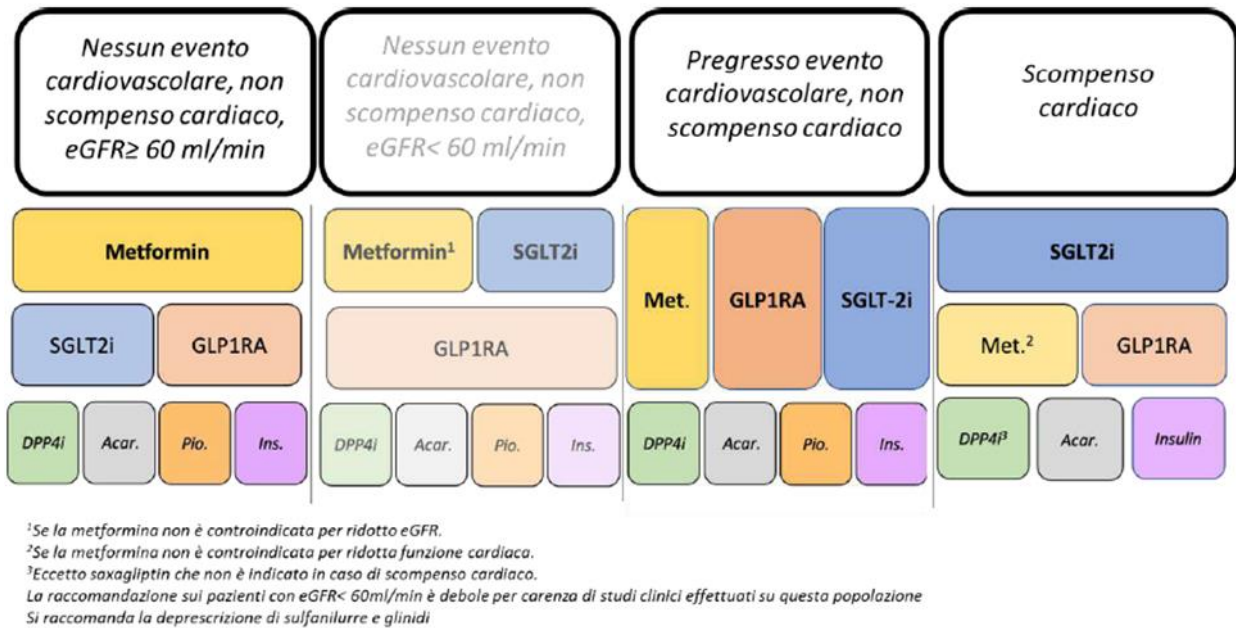 Nessun evento
cardiovascolare, non
scompenso cardiaco,
eGFR≥ 60 ml/min
Nessun evento
cardiovascolare, non
scompenso cardiaco,
eGFR< 60 ml/min
Pregresso evento
cardiovascolare, non
scompenso cardiaco
Scompenso
cardiaco
Metformin
SGLT2i
GLP1RA
DPP4i
Acar.
Pio.
Ins.
Metformin¹
SGLT2i
GLP1RA
DPP4i
Acar.
Pio.
Ins.
Met.
GLP1RA
SGLT-2i
DPP4i
Acar.
Pio.
Ins.
SGLT2i
Met.²
GLP1RA
DPP4i³
Acar.
Insulin
¹Se la metformina non è controindicata per ridotto eGFR.
²Se la metformina non è controindicata per ridotta funzione cardiaca.
³Eccetto saxagliptin che non è indicato in caso di scompenso cardiaco.
La raccomandazione sui pazienti con eGFR< 60ml/min è debole per carenza di studi clinici effettuati su questa popolazione
Si raccomanda la deprescrizione di sulfanilurre e glinidi